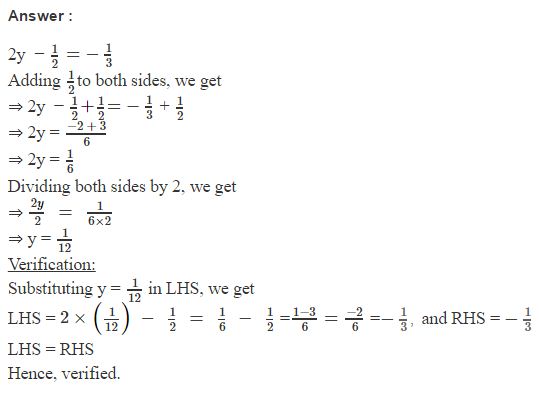 Answer :
2y − 1/2 = − 1/3
Adding 1/2 to both sides, we get
⇒ 2y − 1/2 + 1/2 = − 1/3 + 1/2
⇒ 2y = (−2 + 3)/6
⇒ 2y = 1/6
Dividing both sides by 2, we get
⇒ 2y/2 = 1/(6×2)
⇒ y = 1/12
Verification:
Substituting y = 1/12 in LHS, we get
LHS = 2 × (1/12) − 1/2 = 1/6 − 1/2 = (1−3)/6 = −2/6 = − 1/3, and RHS = − 1/3
LHS = RHS
Hence, verified.